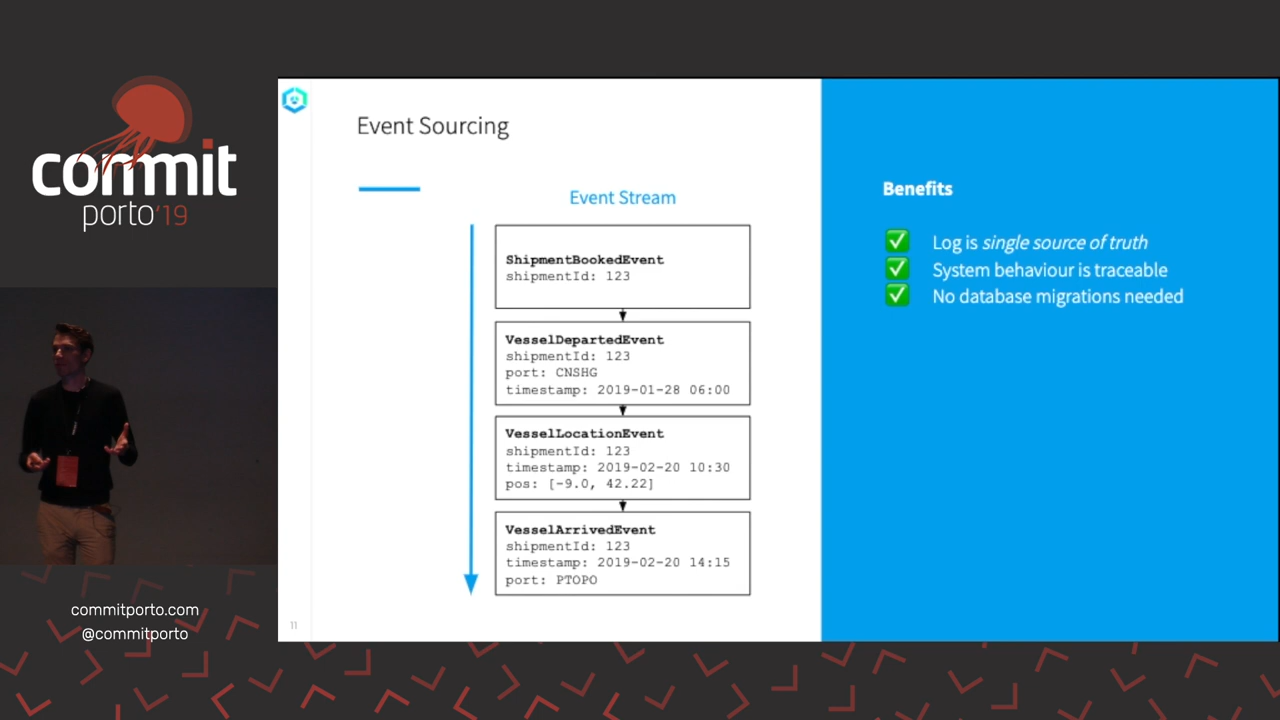 commit
porto'19
commitporto.com
@commitporto
Event Sourcing
Event Stream
ShipmentBookedEvent
shipmentId: 123
VesselDepartedEvent
shipmentId: 123
port: CNSHG
timestamp: 2019-01-28 06:00
VesselLocationEvent
shipmentId: 123
timestamp: 2019-02-20 10:30
pos: [-9.0, 42.22]
VesselArrivedEvent
shipmentId: 123
timestamp: 2019-02-20 14:15
port: PTOPO
11
Benefits
Log is single source of truth
System behaviour is traceable
No database migrations needed